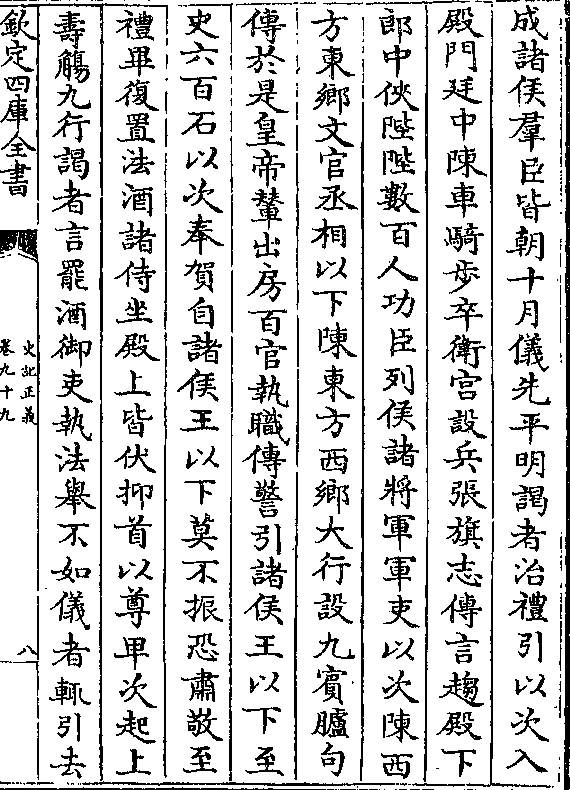 成諸侯羣臣皆朝十月儀先平明謁者治禮引以次入
殿門廷中陳車騎步卒衛宮設兵張旗志傳言趨殿下
郎中俠陛陛數百人功臣列侯諸將軍軍吏以次陳西
方東鄉文官丞相以下陳東方西鄉大行設九賓臚句
傳於是皇帝輦出房百官執職傳警引諸侯王以下至
吏六百石以次奉賀自諸侯王以下莫不振恐肅敬至
禮畢復置法酒諸侍坐殿上皆伏抑首以尊卑次起上
壽觴九行謁者言罷酒御史執法舉不如儀者輒引去
欽定四庫全書
史記正義
卷九十九
八